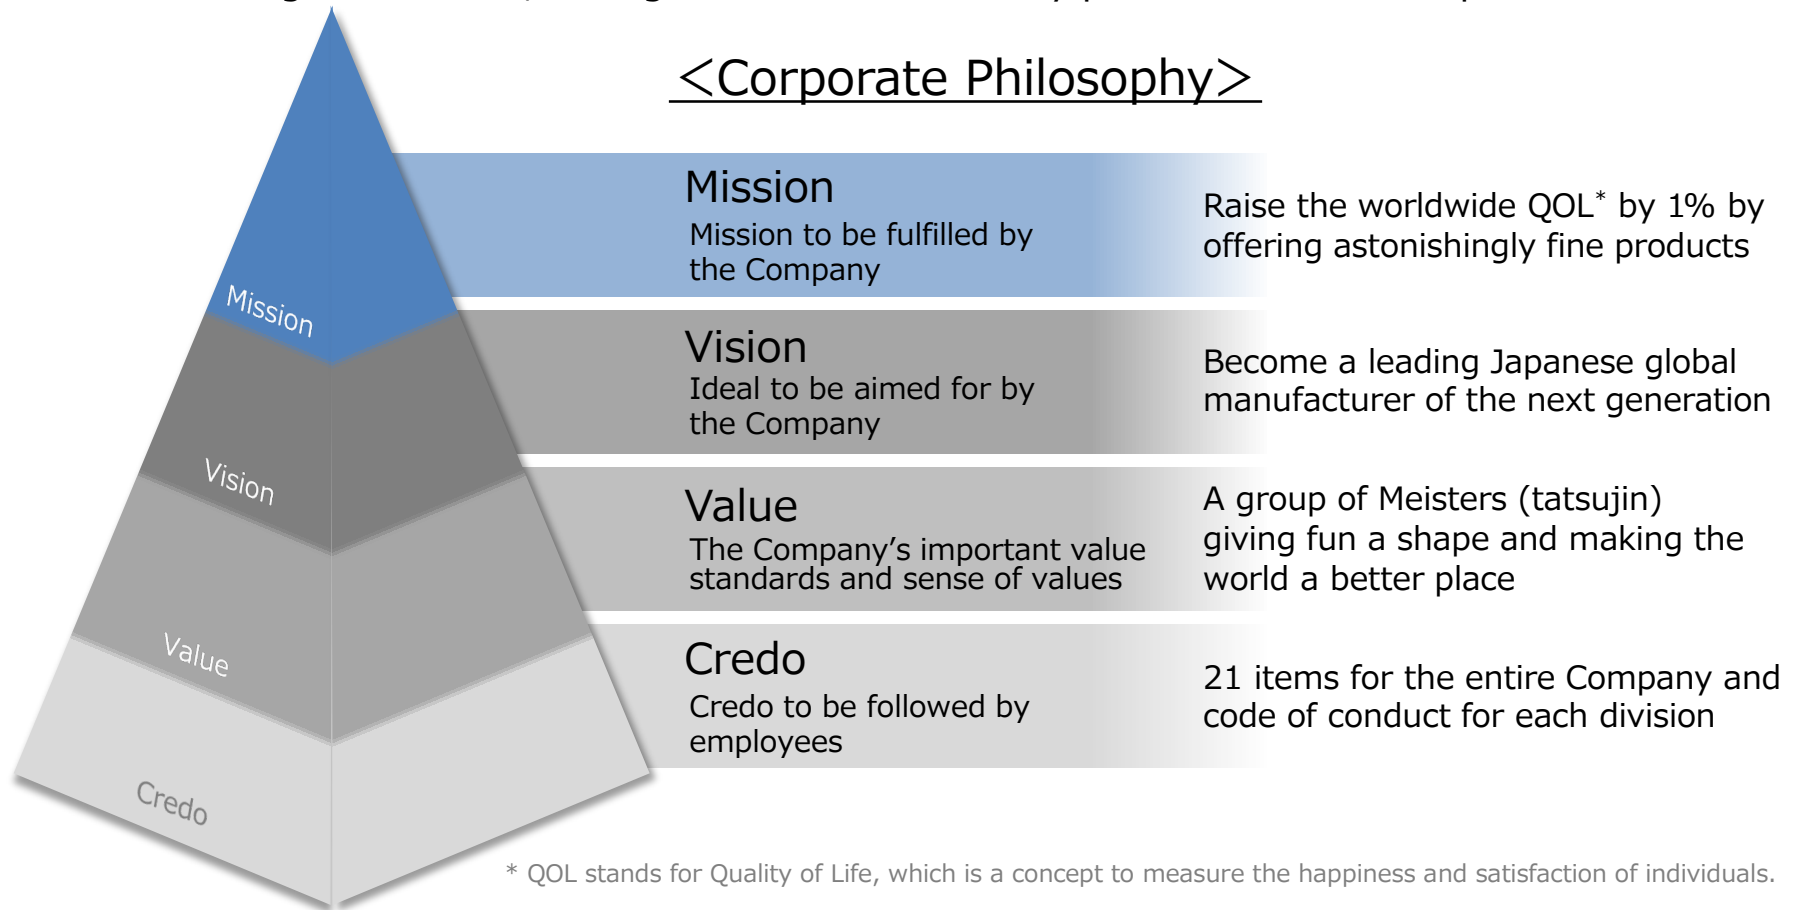 <Corporate Philosophy>
Mission
Mission to be fulfilled by
the Company
Raise the worldwide QOL* by 1% by
offering astonishingly fine products
Vision
Ideal to be aimed for by
the Company
Become a leading Japanese global
manufacturer of the next generation
Value
The Company’s important value
standards and sense of values
A group of Meisters (tatsujin)
giving fun a shape and making the
world a better place
Credo
Credo to be followed by
employees
21 items for the entire Company and
code of conduct for each division
Mission
Vision
Value
Credo
* QOL stands for Quality of Life, which is a concept to measure the happiness and satisfaction of individuals.